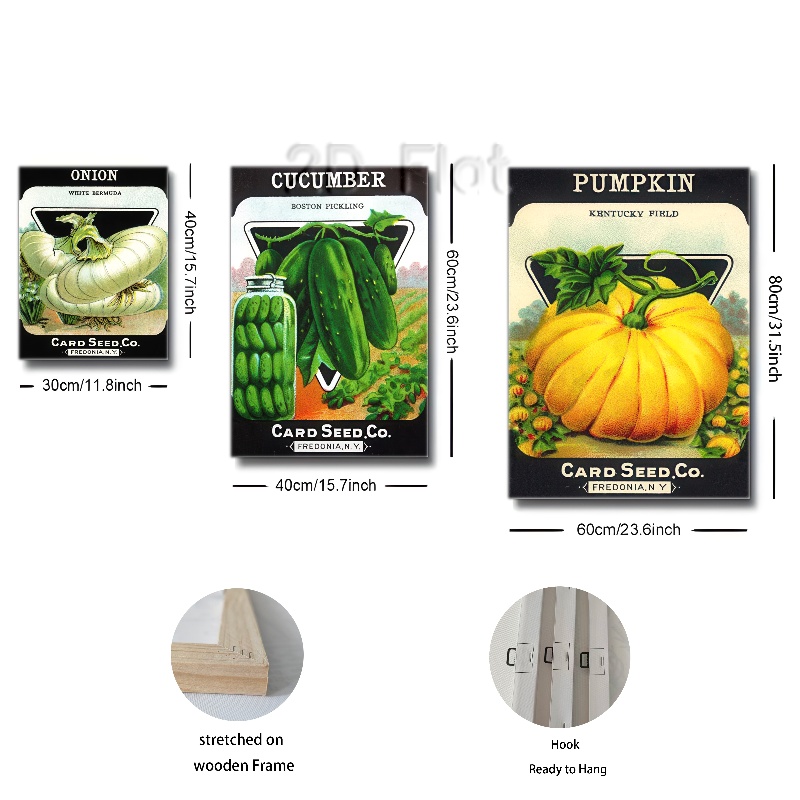 2D Flat
ONION
WHITE BERMUDA
CARD SEED.CO.
FREDONIA, N.Y.
40cm/15.7inch
30cm/11.8inch
CUCUMBER
BOSTON PICKLING
CARD SEED.CO.
FREDONIA, N.Y.
60cm/23.6inch
40cm/15.7inch
PUMPKIN
KENTUCKY FIELD
CARD SEED.CO.
FREDONIA, N.Y
80cm/31.5inch
60cm/23.6inch
stretched on
wooden Frame
Hook
Ready to Hang